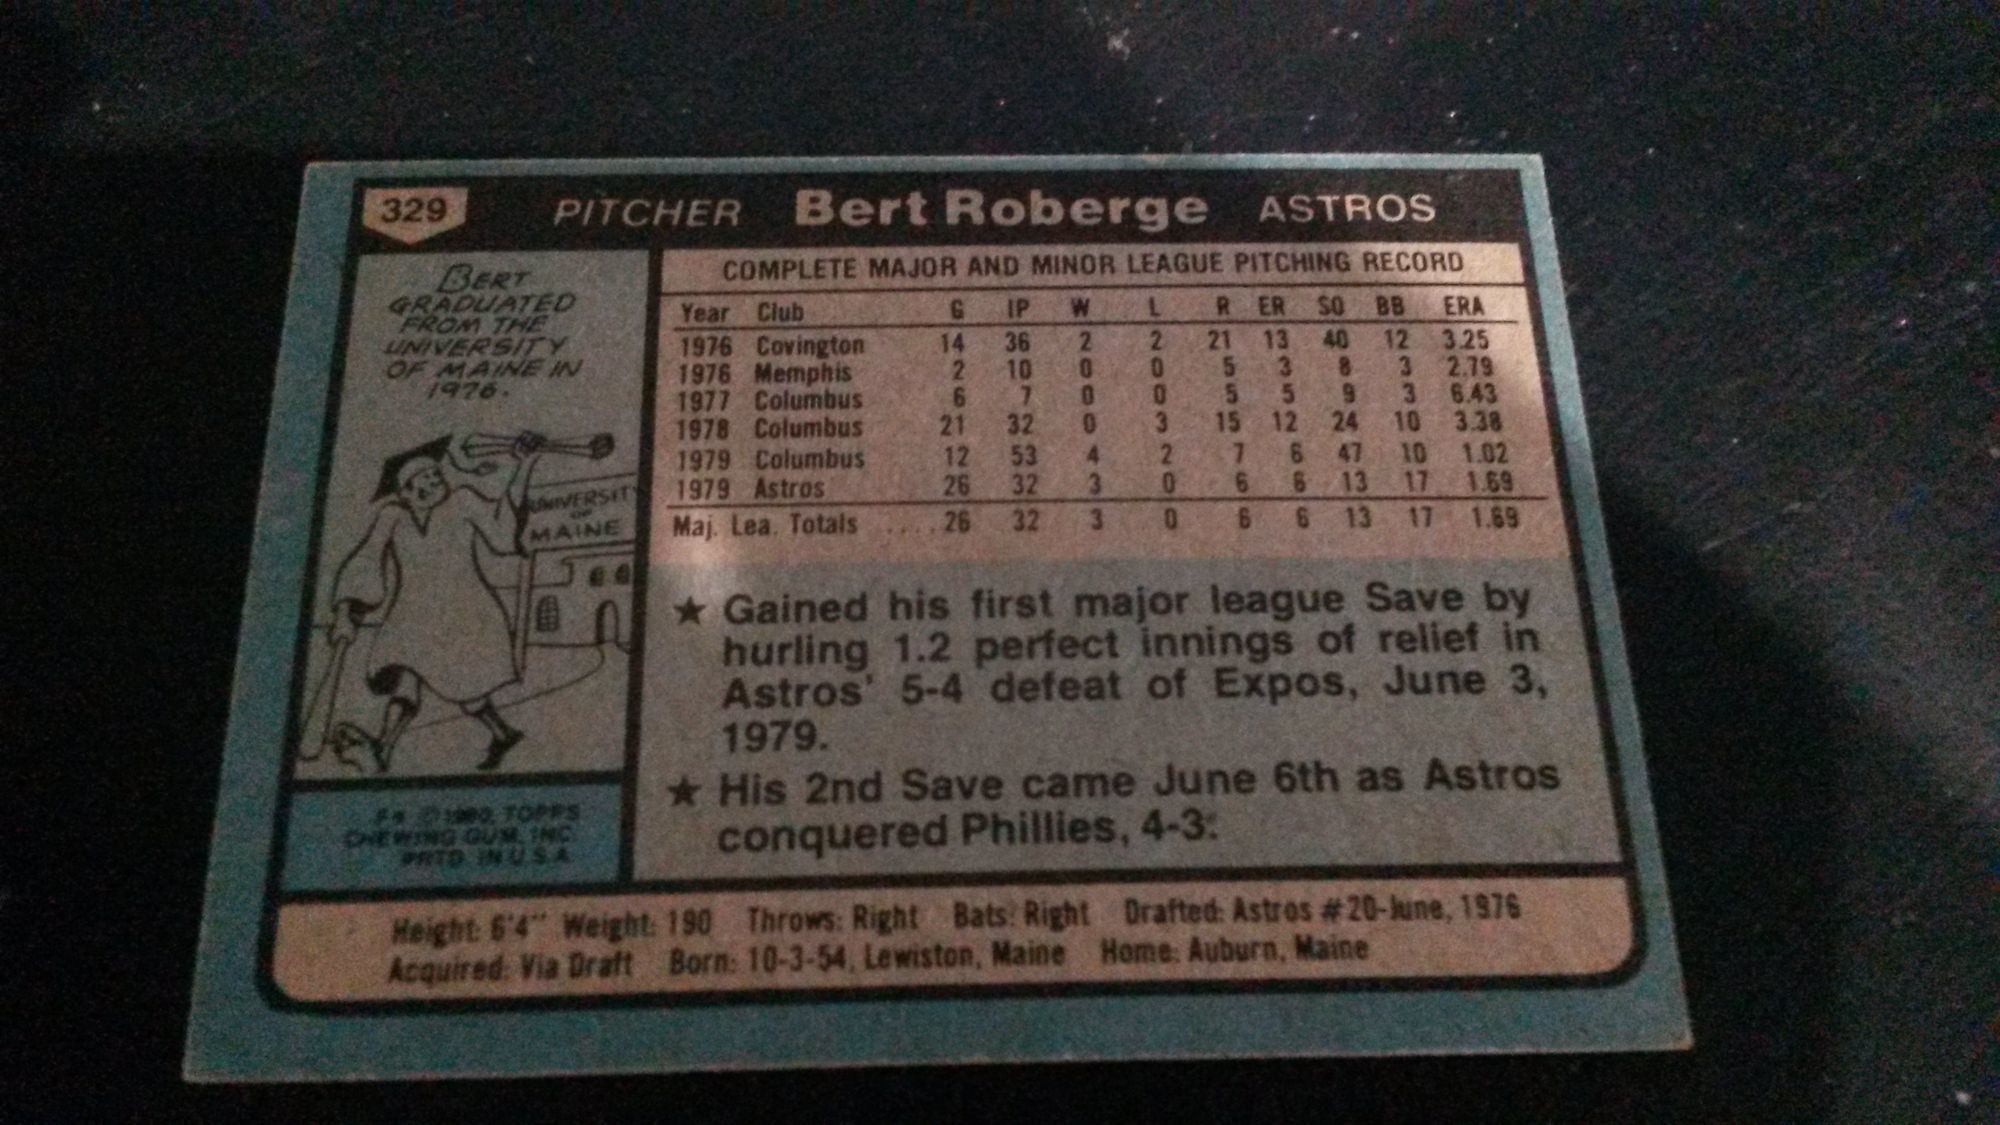 329 PITCHER Bert Roberge ASTROS
BERT
GRADUATED
FROM THE
UNIVERSITY
OF MAINE IN
1976.
UNIVERSITY
OF
MAINE
F* © 1980 TOPPS
CHEWING GUM, INC.
PRTD. IN U.S.A.
COMPLETE MAJOR AND MINOR LEAGUE PITCHING RECORD
Year Club G IP W L R ER SO BB ERA
1976 Covington 14 36 2 2 21 13 40 12 3.25
1976 Memphis 2 10 0 0 5 3 8 3 2.79
1977 Columbus 6 7 0 0 5 5 9 3 6.43
1978 Columbus 21 32 0 3 15 12 24 10 3.38
1979 Columbus 12 53 4 2 7 6 47 10 1.02
1979 Astros 26 32 3 0 6 6 13 17 1.69
Maj. Lea. Totals .... 26 32 3 0 6 6 13 17 1.69
★ Gained his first major league Save by
hurling 1.2 perfect innings of relief in
Astros' 5-4 defeat of Expos, June 3,
1979.
★ His 2nd Save came June 6th as Astros
conquered Phillies, 4-3.
Height: 6'4" Weight: 190 Throws: Right Bats: Right Drafted: Astros #20-June, 1976
Acquired: Via Draft Born: 10-3-54, Lewiston, Maine Home: Auburn, Maine